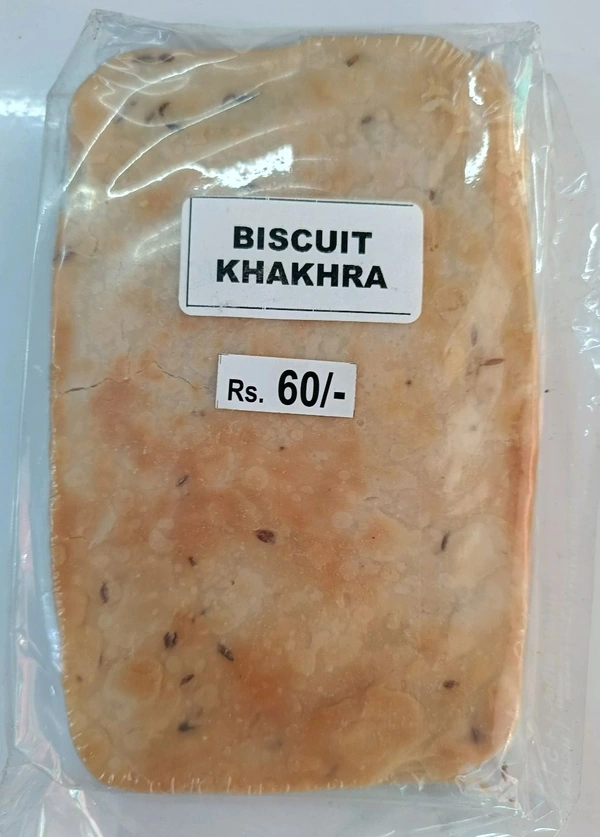 BISCUIT
KHAKHRA
Rs. 60/-